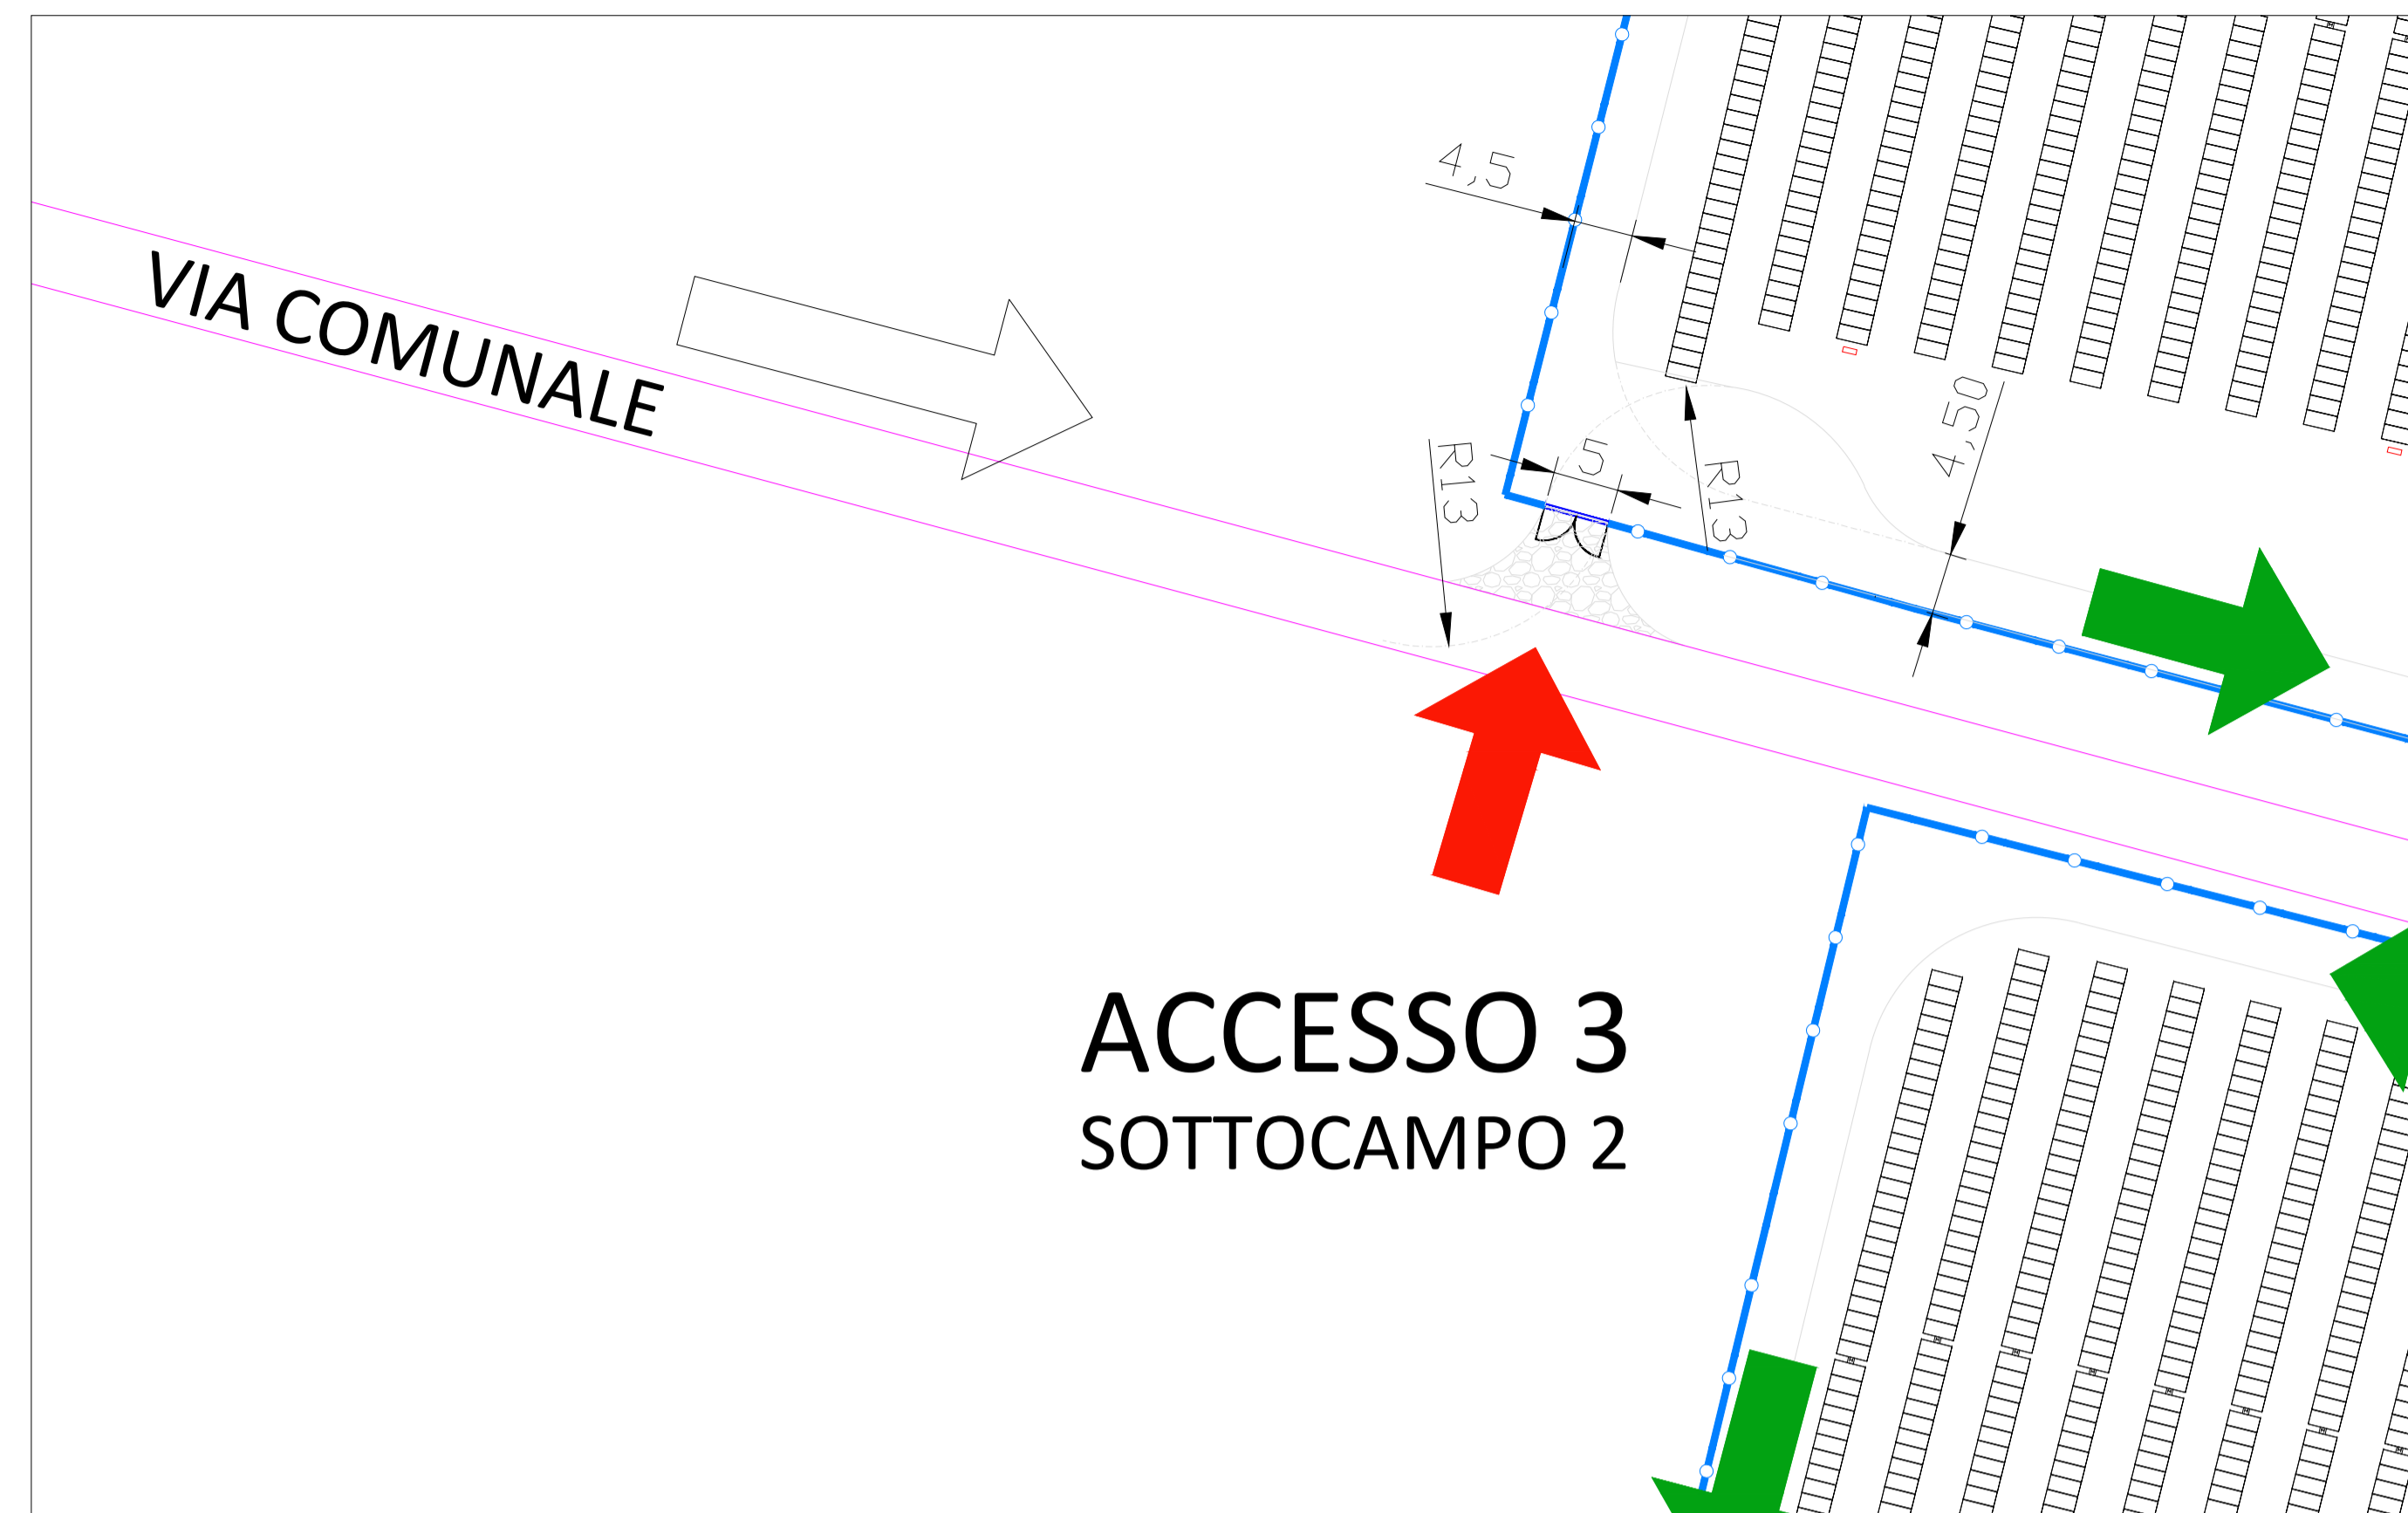 4,5
VIA COMUNALE
R13
5
R13
4,50
ACCESSO 3
SOTTOCAMPO 2